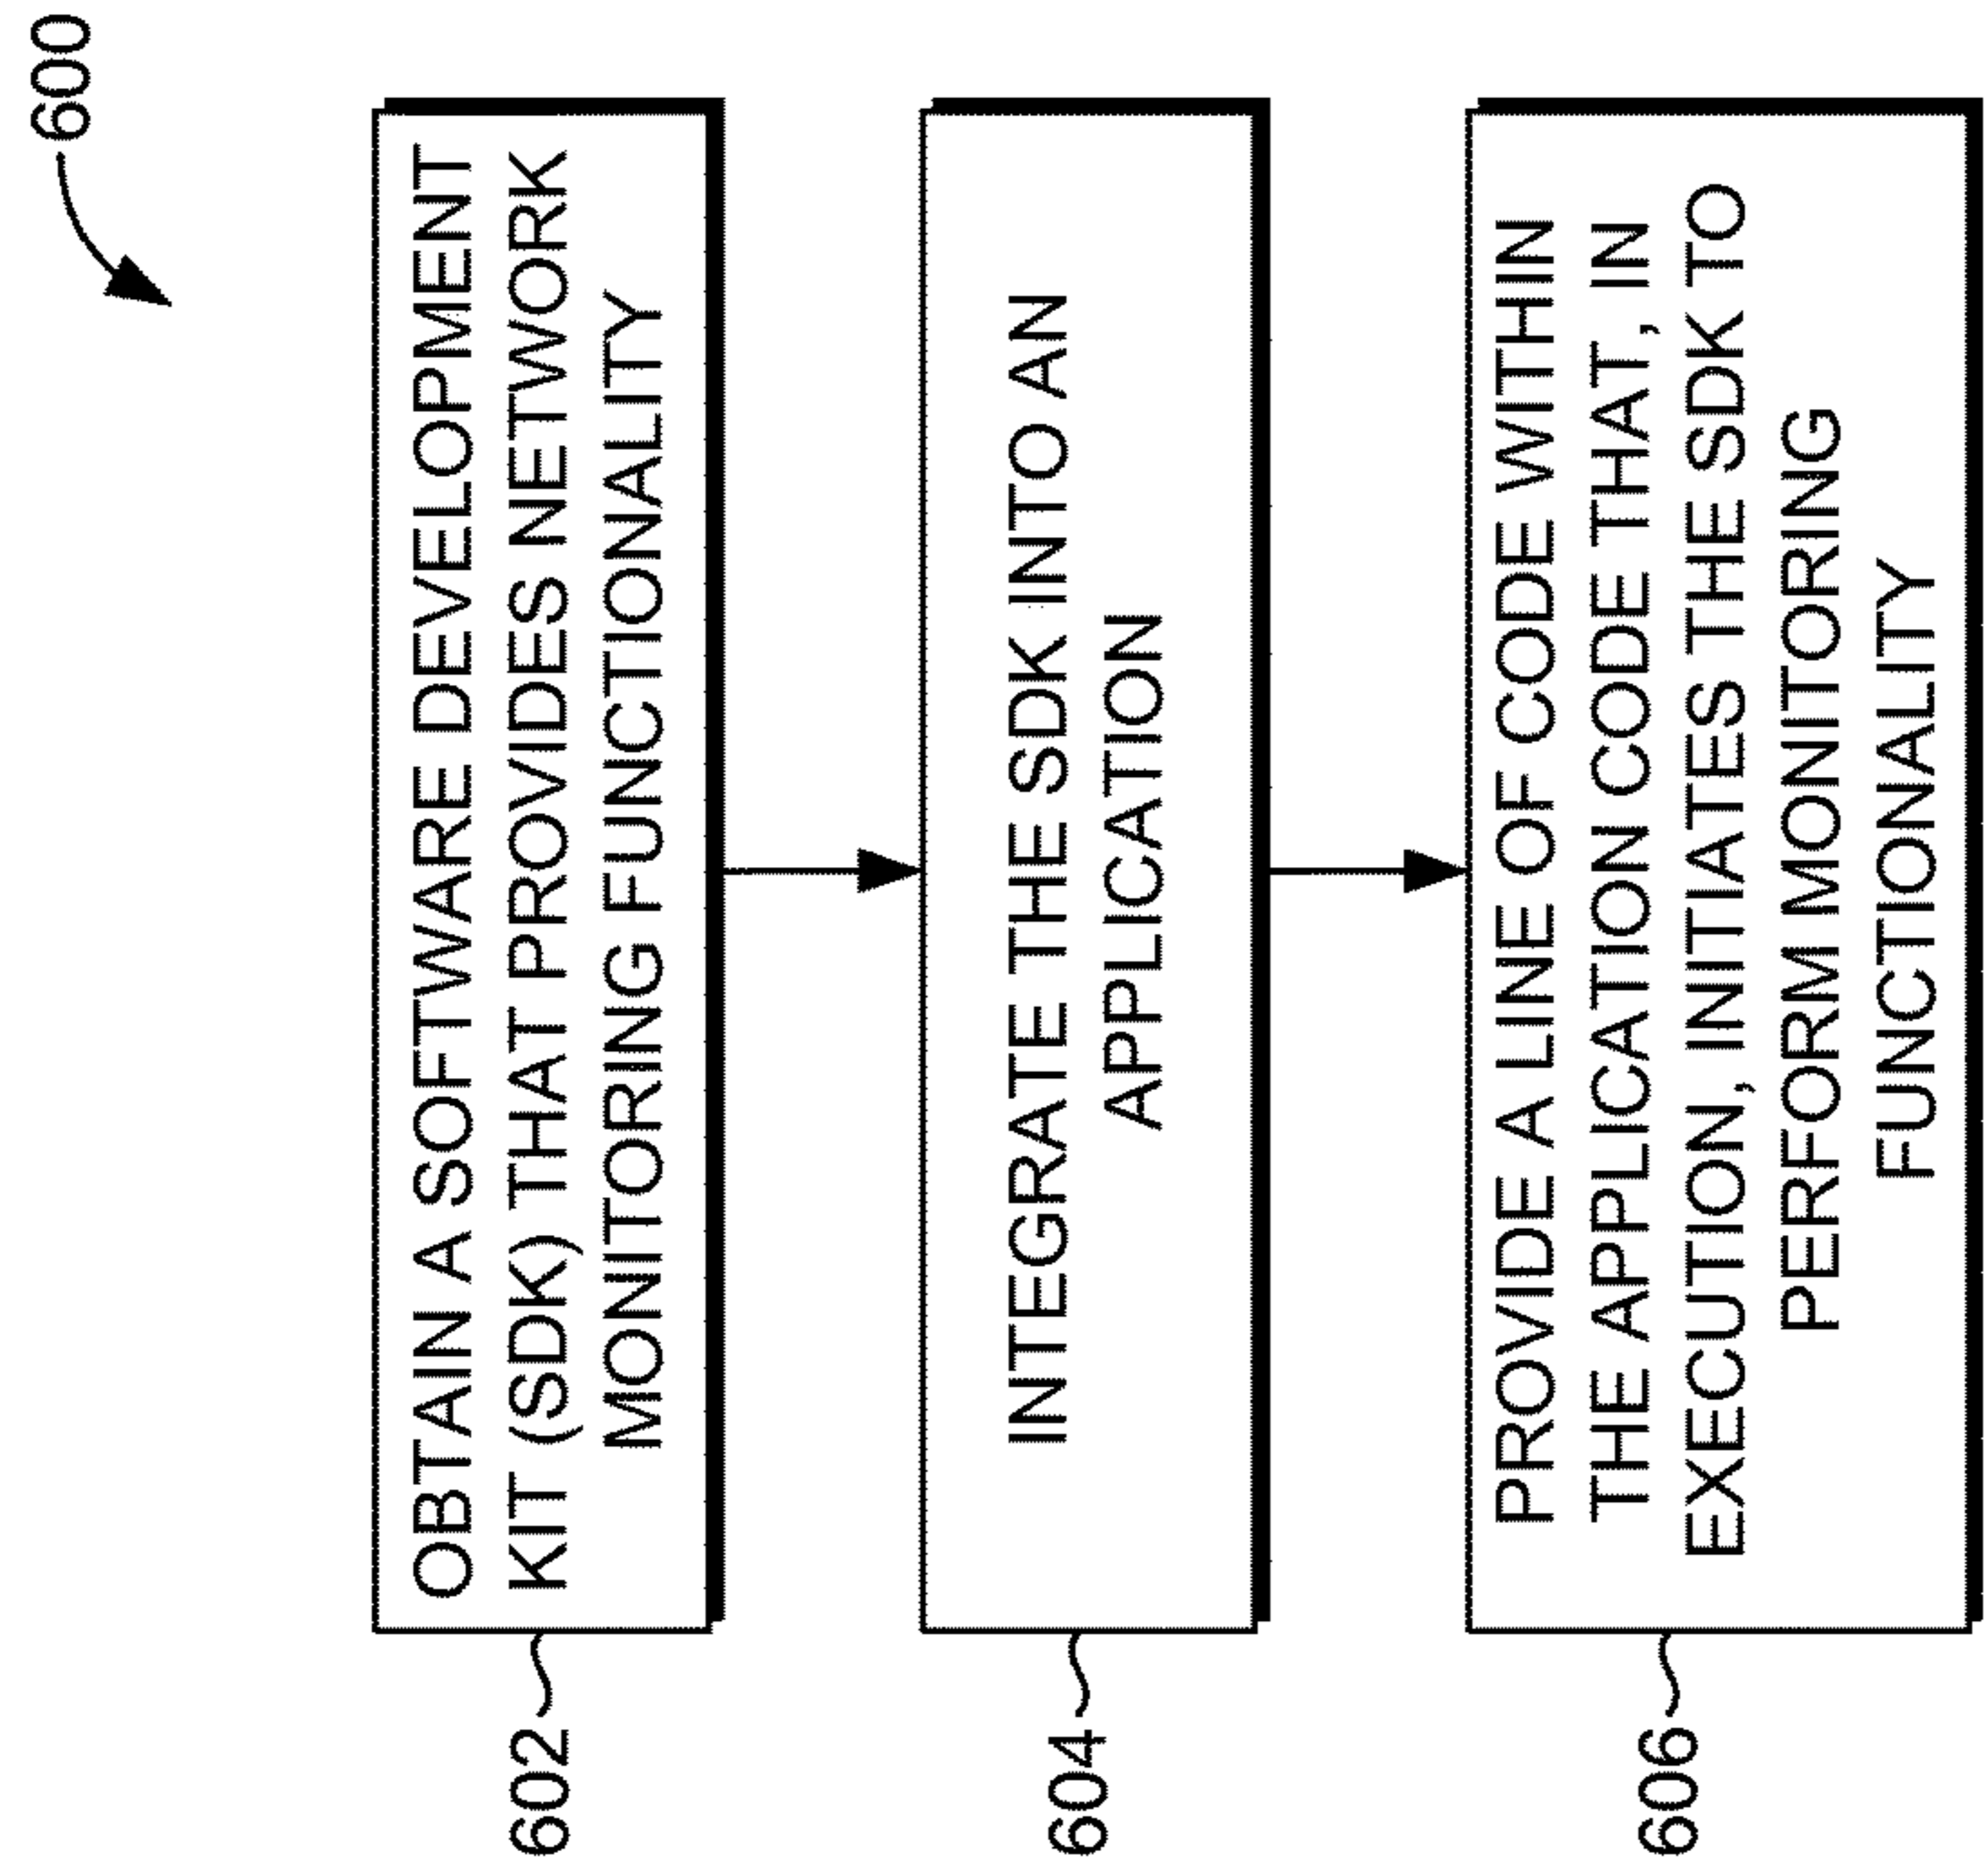 600
602
OBTAIN A SOFTWARE DEVELOPMENT
KIT (SDK) THAT PROVIDES NETWORK
MONITORING FUNCTIONALITY
604
INTEGRATE THE SDK INTO AN
APPLICATION
606
PROVIDE A LINE OF CODE WITHIN
THE APPLICATION CODE THAT, IN
EXECUTION, INITIATES THE SDK TO
PERFORM MONITORING
FUNCTIONALITY